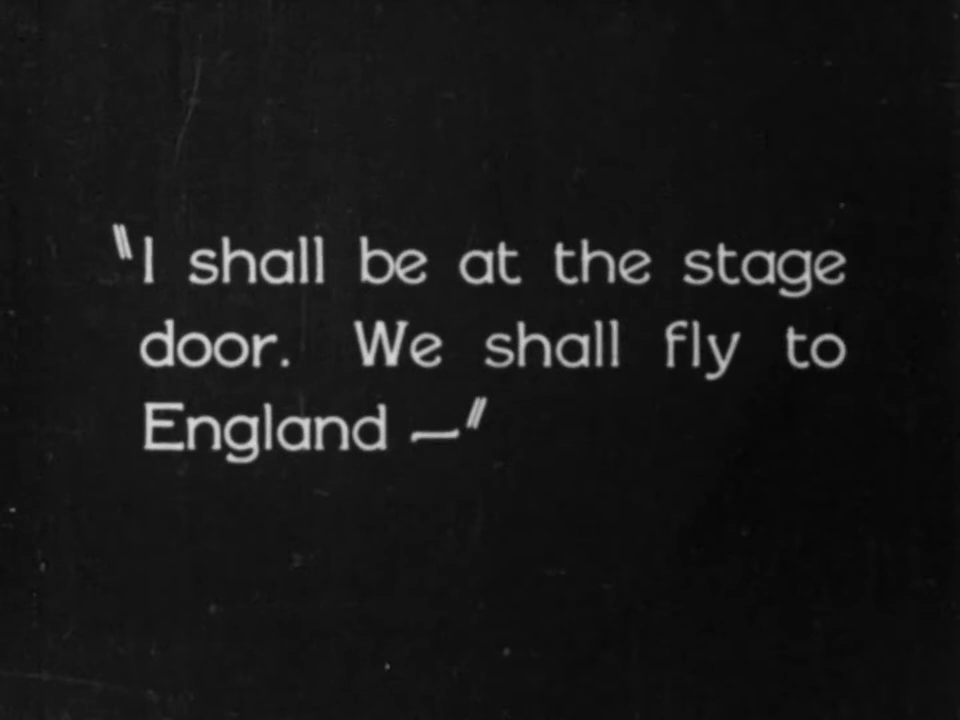 "I shall be at the stage
door. We shall fly to
England —"